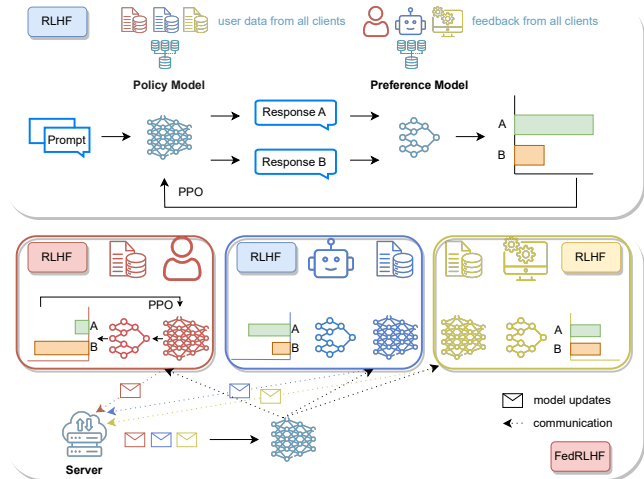 RLHF
user data from all clients
feedback from all clients
Policy Model
Preference Model
Prompt
Response A
Response B
A
B
PPO
RLHF
RLHF
RLHF
PPO
A
B
A
B
A
B
model updates
communication
Server
FedRLHF